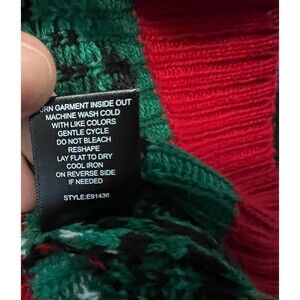 GARMENT INSIDE OUT
MACHINE WASH COLD
WITH LIKE COLORS
GENTLE CYCLE
DO NOT BLEACH
RESHAPE
LAY FLAT TO DRY
COOL IRON
ON REVERSE SIDE
IF NEEDED
STYLE:E91436